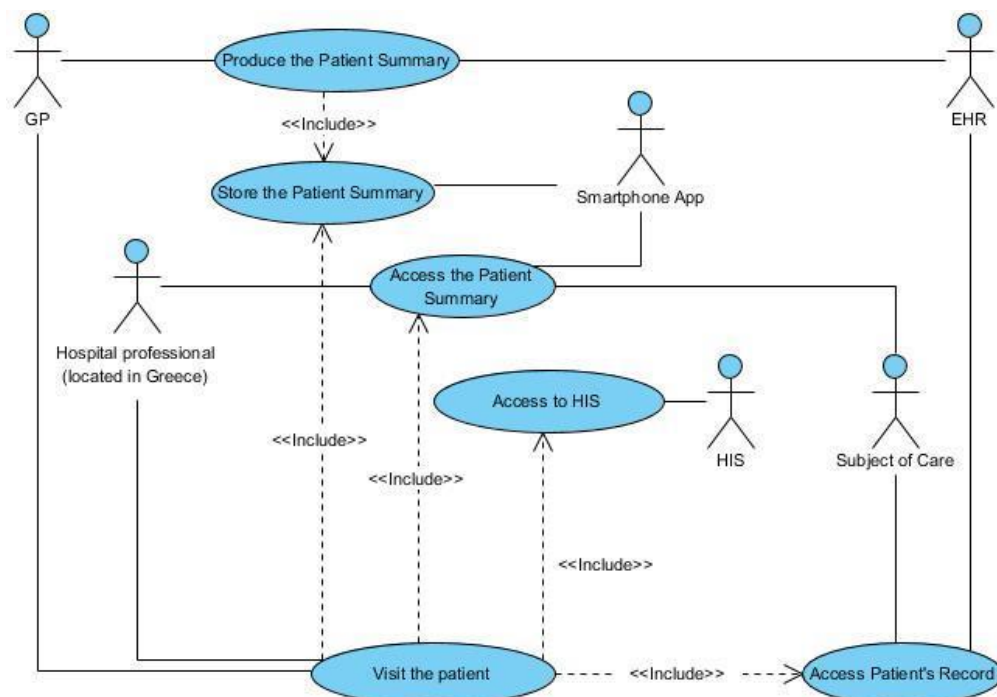 Produce the Patient Summary
GP
EHR
<<Include>>
Store the Patient Summary
Smartphone App
Access the Patient
Summary
Hospital professional
(located in Greece)
Access to HIS
HIS
Subject of Care
<<Include>>
<<Include>>
<<Include>>
Visit the patient
<<Include>>
Access Patient's Record